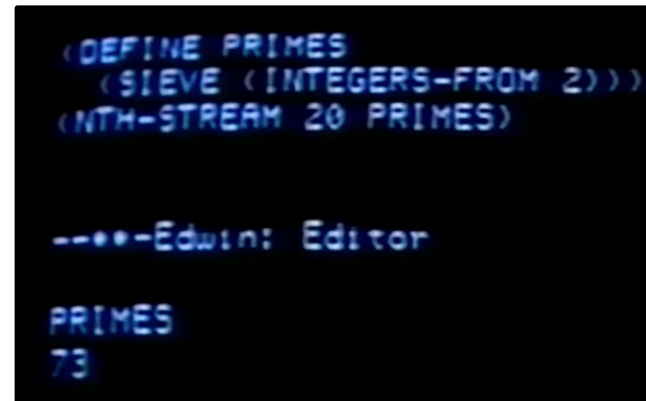 (DEFINE PRIMES
(SIEVE (INTEGERS-FROM 2)))
(NTH-STREAM 20 PRIMES)
--**-Edwin: Editor
PRIMES
73